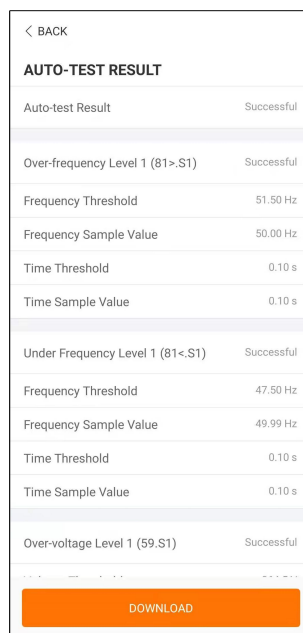 < BACK
AUTO-TEST RESULT
Auto-test Result Successful
Over-frequency Level 1 (81>.S1) Successful
Frequency Threshold 51.50 Hz
Frequency Sample Value 50.00 Hz
Time Threshold 0.10 s
Time Sample Value 0.10 s
Under Frequency Level 1 (81<.S1) Successful
Frequency Threshold 47.50 Hz
Frequency Sample Value 49.99 Hz
Time Threshold 0.10 s
Time Sample Value 0.10 s
Over-voltage Level 1 (59.S1) Successful
DOWNLOAD